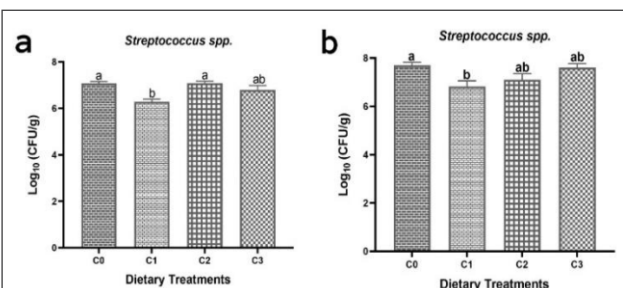 a
Streptococcus spp.
8
6
4
2
0
Log10 (CFU/g)
a
b
a
ab
C0
C1
C2
C3
Dietary Treatments
b
Streptococcus spp.
8
6
4
2
0
Log10 (CFU/g)
a
b
ab
ab
C0
C1
C2
C3
Dietary Treatments